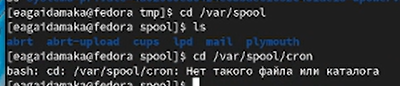 [eagaidamaka@fedora tmp]$ cd /var/spool
[eagaidamaka@fedora spool]$ ls
abrt abrt-upload cups lpd mail plymouth
[eagaidamaka@fedora spool]$ cd /var/spool/cron
bash: cd: /var/spool/cron: Нет такого файла или каталога
[eagaidamaka@fedora spool]$